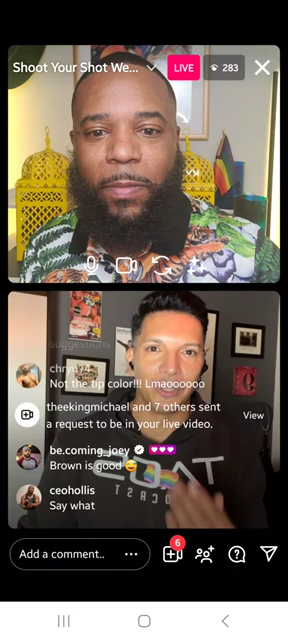 Shoot Your Shot We...
LIVE
283
suggestions
Not the tip color!!! Lmaoooooo
theekingmichael and 7 others sent
a request to be in your live video.
View
be.coming_joey
Brown is good😅
ceohollis
Say what
Add a comment..
6